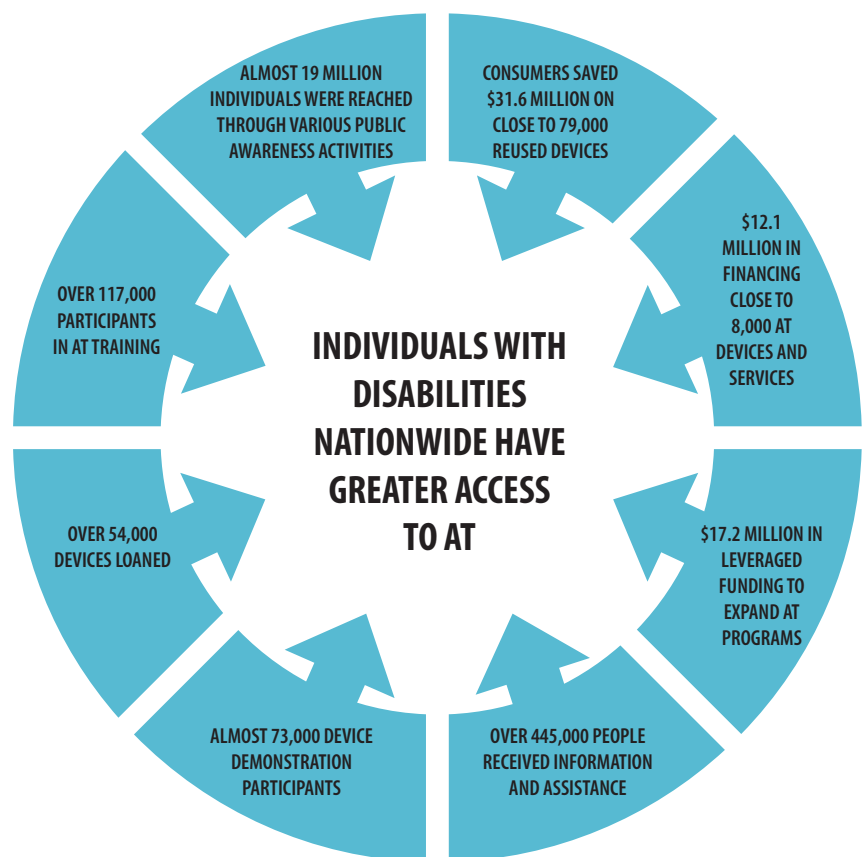 ALMOST 19 MILLION
INDIVIDUALS WERE REACHED
THROUGH VARIOUS PUBLIC
AWARENESS ACTIVITIES
CONSUMERS SAVED
$31.6 MILLION ON
CLOSE TO 79,000
REUSED DEVICES
$12.1
MILLION IN
FINANCING
CLOSE TO
8,000 AT
DEVICES AND
SERVICES
$17.2 MILLION IN
LEVERAGED
FUNDING TO
EXPAND AT
PROGRAMS
OVER 445,000 PEOPLE
RECEIVED INFORMATION
AND ASSISTANCE
ALMOST 73,000 DEVICE
DEMONSTRATION
PARTICIPANTS
OVER 54,000
DEVICES LOANED
OVER 117,000
PARTICIPANTS
IN AT TRAINING
INDIVIDUALS WITH
DISABILITIES
NATIONWIDE HAVE
GREATER ACCESS
TO AT